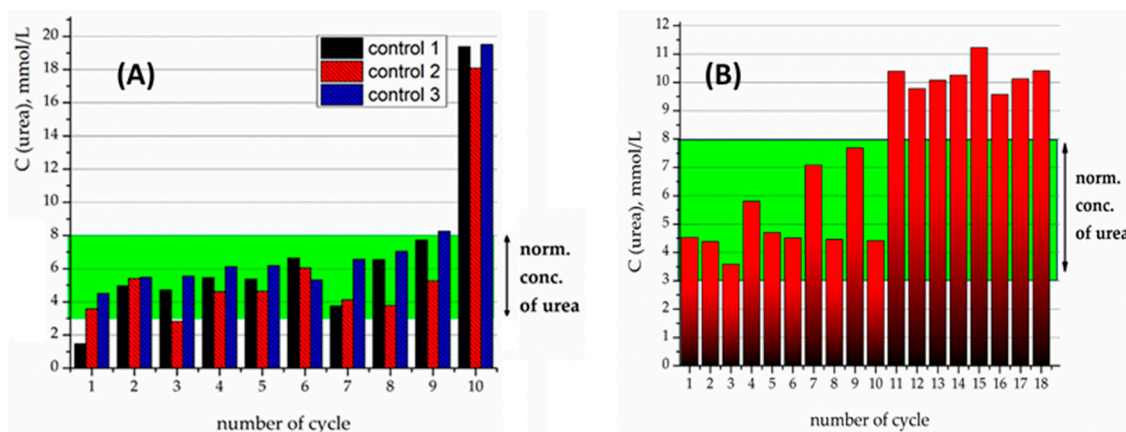 (A)
C (urea), mmol/L
20
18
16
14
12
10
8
6
4
2
0
control 1
control 2
control 3
norm.
conc.
of urea
1 2 3 4 5 6 7 8 9 10
number of cycle
(B)
C (urea), mmol/L
12
11
10
9
8
7
6
5
4
3
2
1
0
norm.
conc.
of urea
1 2 3 4 5 6 7 8 9 10 11 12 13 14 15 16 17 18
number of cycle